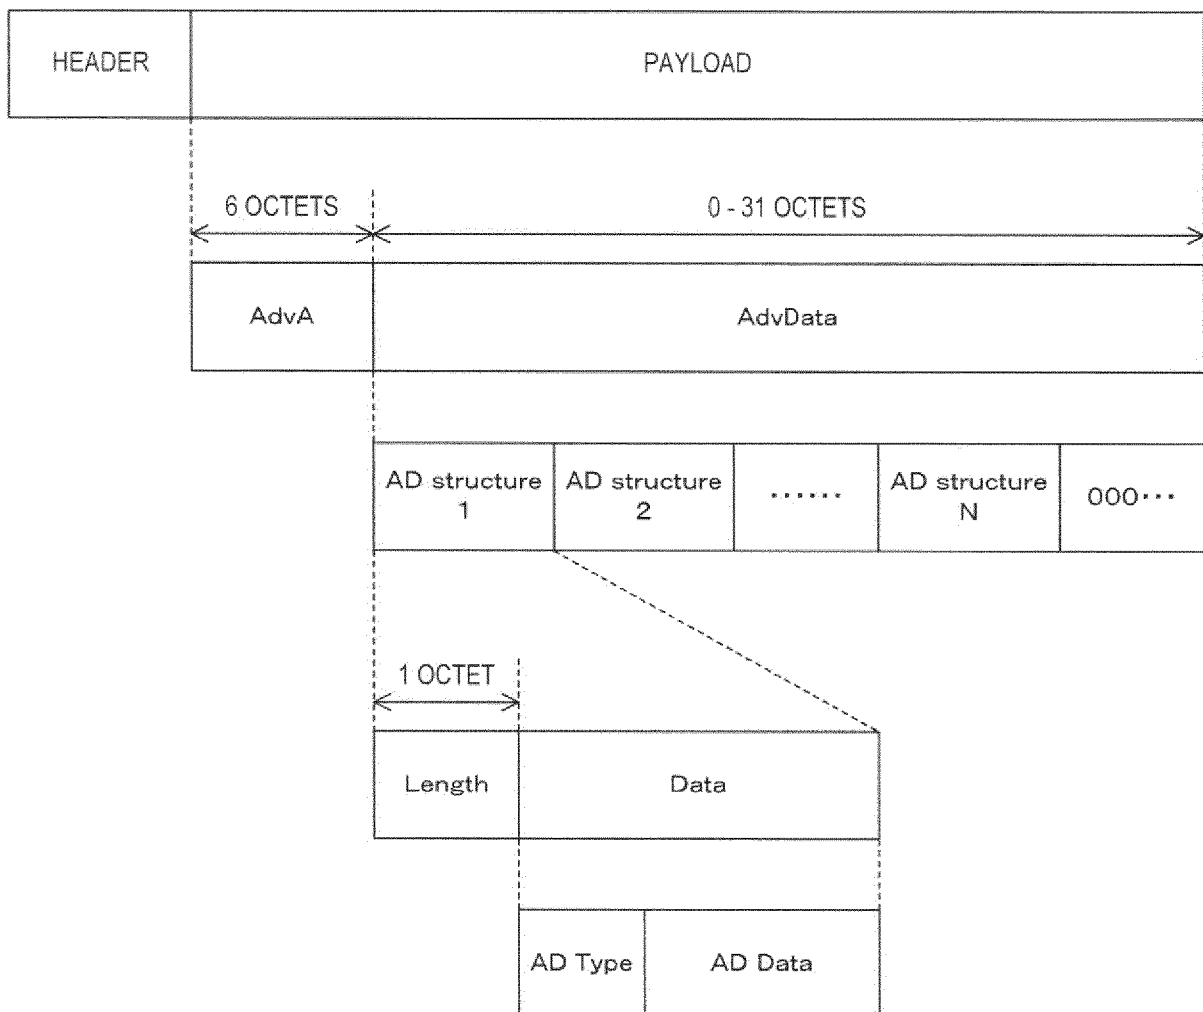 HEADER
PAYLOAD
6 OCTETS
0 - 31 OCTETS
AdvA
AdvData
AD structure
1
AD structure
2
......
AD structure
N
000...
1 OCTET
Length
Data
AD Type
AD Data